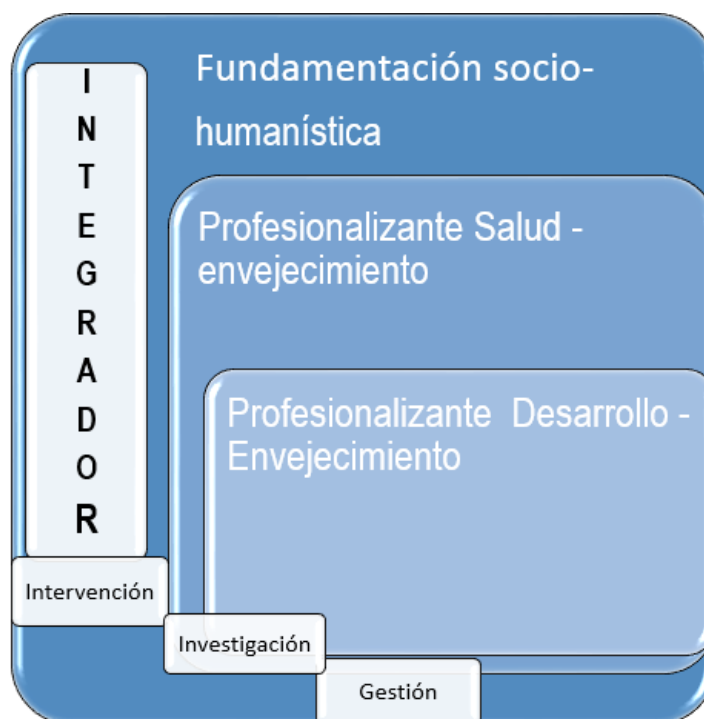 Fundamentación socio-
humanística
I
N
T
E
G
R
A
D
O
R
Profesionalizante Salud -
envejecimiento
Profesionalizante Desarrollo -
Envejecimiento
Intervención
Investigación
Gestión